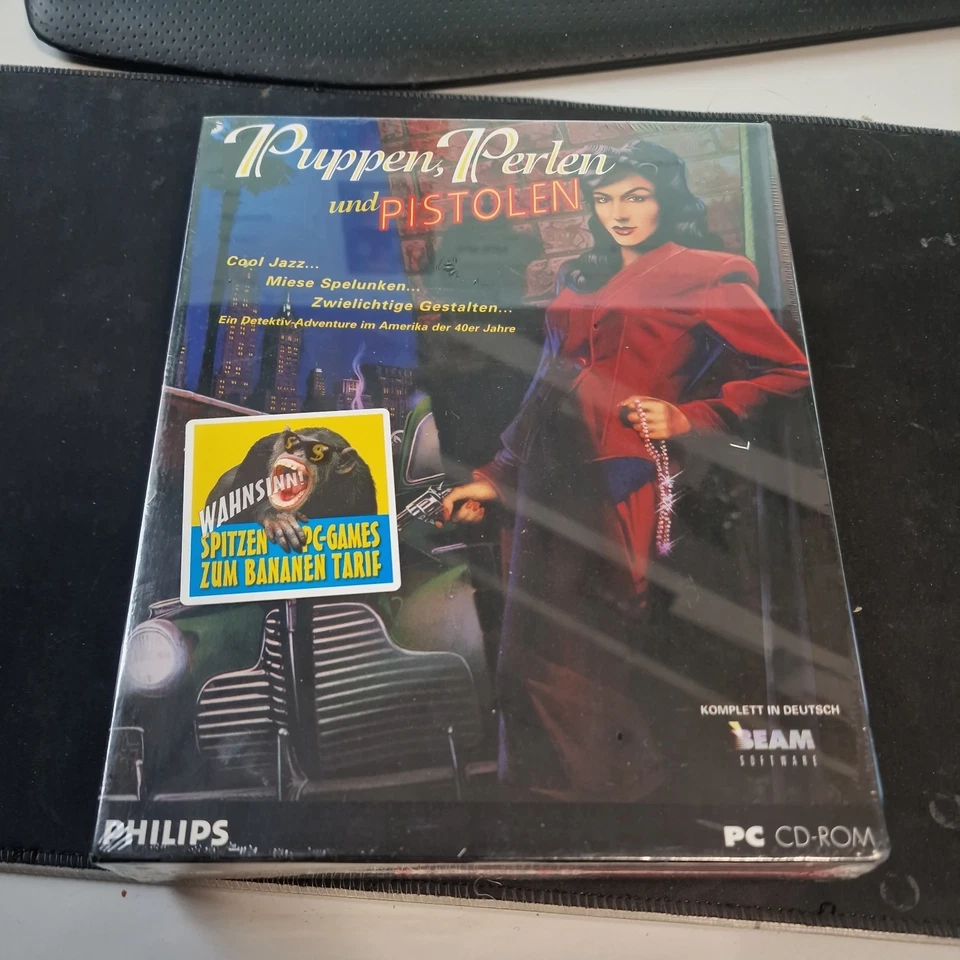 Puppen, Perlen
und PISTOLEN
Cool Jazz...
Miese Spelunken...
Zwielichtige Gestalten...
Ein Detektiv-Adventure im Amerika der 40er Jahre
WAHNSINN!
SPITZEN PC-GAMES
ZUM BANANEN TARIF
KOMPLETT IN DEUTSCH
BEAM
SOFTWARE
PHILIPS
PC CD-ROM